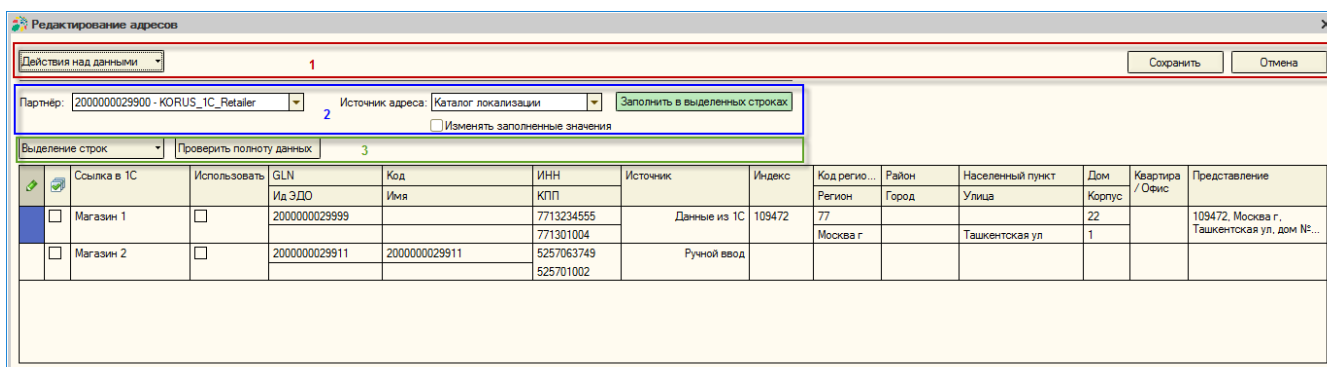 Редактирование адресов
Действия над данными 1 Сохранить Отмена
Партнёр: 2000000029900 - KORUS_1C_Retailer 2 Источник адреса: Каталог локализации Заполнить в выделенных строках
Изменять заполненные значения
Выделение строк Проверить полноту данных 3
Ссылка в 1С Использовать GLN Код ИНН Источник Индекс Код регио... Район Населенный пункт Дом Квартира / Офис Представление
Ид ЭДО Имя КПП Регион Город Улица Корпус
Магазин 1 2000000029999 7713234555 Данные из 1С 109472 77 22 109472, Москва г,
771301004 Москва г Ташкентская ул 1 Ташкентская ул, дом №...
Магазин 2 2000000029911 2000000029911 5257063749 Ручной ввод
525701002